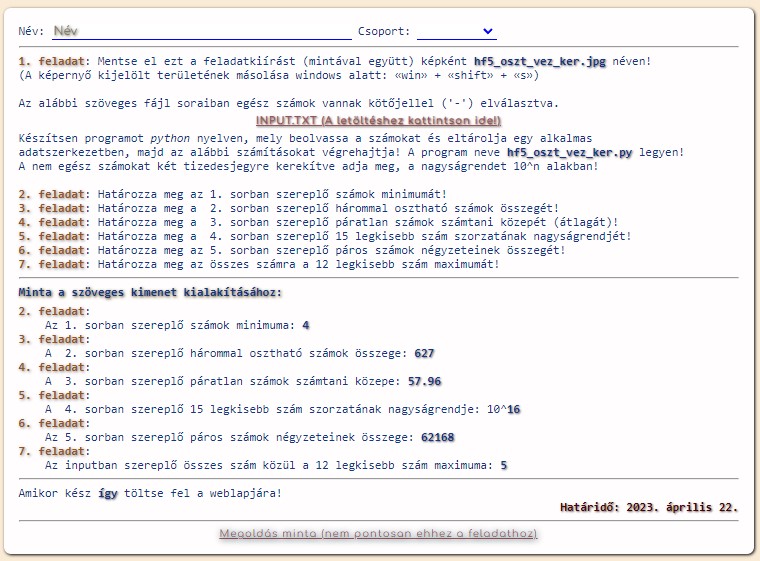 Név: Név Csoport:
1. feladat: Mentse el ezt a feladatkiírást (mintával együtt) képként hf5_oszt_vez_ker.jpg néven!
(A képernyő kijelölt területének másolása windows alatt: «win» + «shift» + «s»)
Az alábbi szöveges fájl soraiban egész számok vannak kötőjellel ('-') elválasztva.
INPUT.TXT (A letöltéshez kattintson ide!)
Készítsen programot python nyelven, mely beolvassa a számokat és eltárolja egy alkalmas
adatszerkezetben, majd az alábbi számításokat végrehajtja! A program neve hf5_oszt_vez_ker.py legyen!
A nem egész számokat két tizedesjegyre kerekítve adja meg, a nagyságrendet 10^n alakban!
2. feladat: Határozza meg az 1. sorban szereplő számok minimumát!
3. feladat: Határozza meg a 2. sorban szereplő hárommal osztható számok összegét!
4. feladat: Határozza meg a 3. sorban szereplő páratlan számok számtani közepét (átlagát)!
5. feladat: Határozza meg a 4. sorban szereplő 15 legkisebb szám szorzatának nagyságrendjét!
6. feladat: Határozza meg az 5. sorban szereplő páros számok négyzeteinek összegét!
7. feladat: Határozza meg az összes számra a 12 legkisebb szám maximumát!
Minta a szöveges kimenet kialakításához:
2. feladat:
Az 1. sorban szereplő számok minimuma: 4
3. feladat:
A 2. sorban szereplő hárommal osztható számok összege: 627
4. feladat:
A 3. sorban szereplő páratlan számok számtani közepe: 57.96
5. feladat:
A 4. sorban szereplő 15 legkisebb szám szorzatának nagyságrendje: 10^16
6. feladat:
Az 5. sorban szereplő páros számok négyzeteinek összege: 62168
7. feladat:
Az inputban szereplő összes szám közül a 12 legkisebb szám maximuma: 5
Amikor kész így töltse fel a weblapjára!
Határidő: 2023. április 22.
Megoldás minta (nem pontosan ehhez a feladathoz)